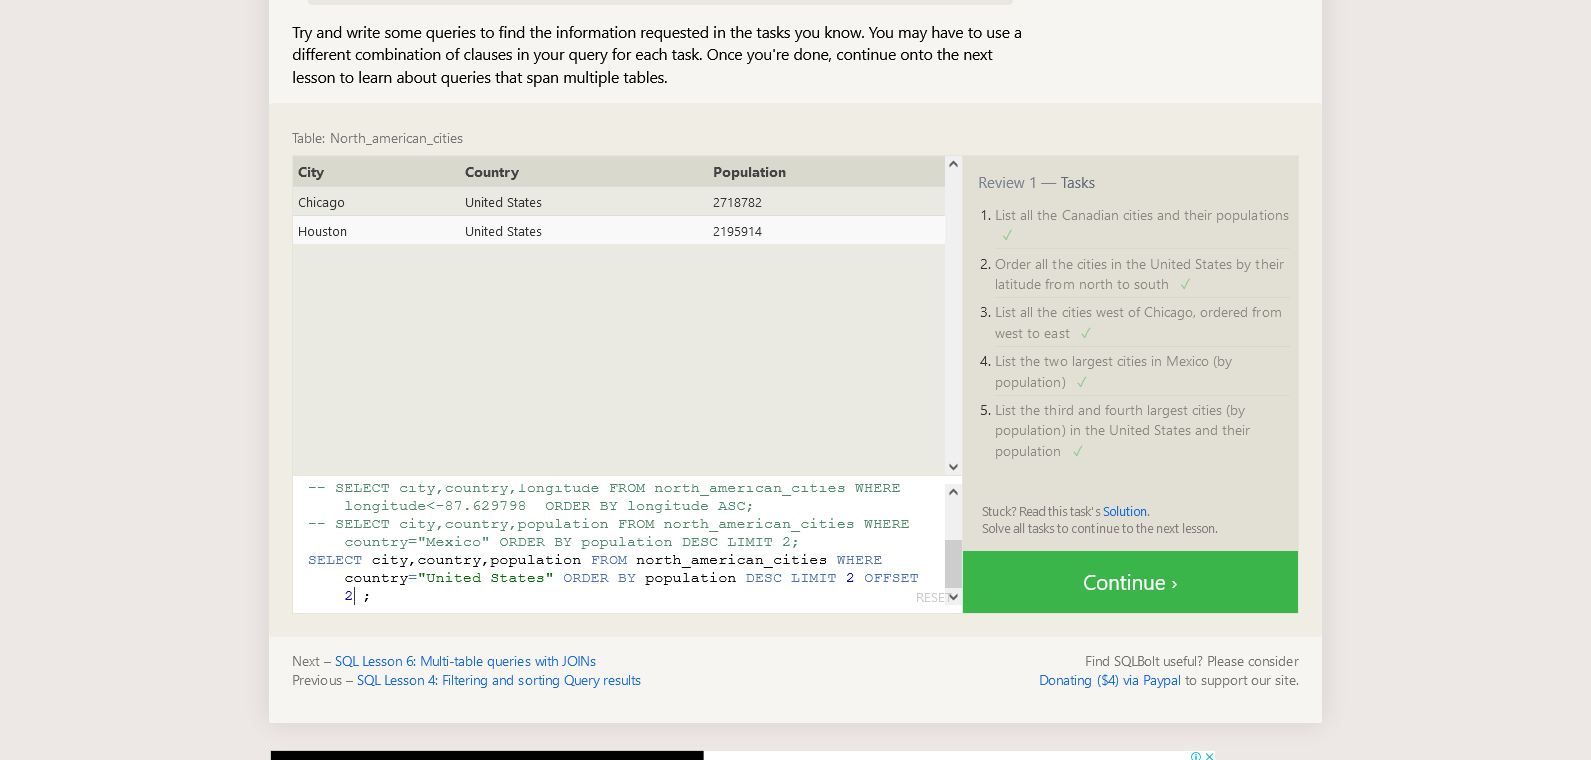 Try and write some queries to find the information requested in the tasks you know. You may have to use a
different combination of clauses in your query for each task. Once you're done, continue onto the next
lesson to learn about queries that span multiple tables.
Table: North_american_cities
City Country Population
Chicago United States 2718782
Houston United States 2195914
-- SELECT city,country,longitude FROM north_american_cities WHERE
longitude<-87.629798  ORDER BY longitude ASC;
-- SELECT city,country,population FROM north_american_cities WHERE
country="Mexico" ORDER BY population DESC LIMIT 2;
SELECT city,country,population FROM north_american_cities WHERE
country="United States" ORDER BY population DESC LIMIT 2 OFFSET
2 ;
RESET
Review 1 — Tasks
1. List all the Canadian cities and their populations
✓
2. Order all the cities in the United States by their
latitude from north to south ✓
3. List all the cities west of Chicago, ordered from
west to east ✓
4. List the two largest cities in Mexico (by
population) ✓
5. List the third and fourth largest cities (by
population) in the United States and their
population ✓
Stuck? Read this task's Solution.
Solve all tasks to continue to the next lesson.
Continue ›
Next – SQL Lesson 6: Multi-table queries with JOINs
Previous – SQL Lesson 4: Filtering and sorting Query results
Find SQLBolt useful? Please consider
Donating ($4) via Paypal to support our site.